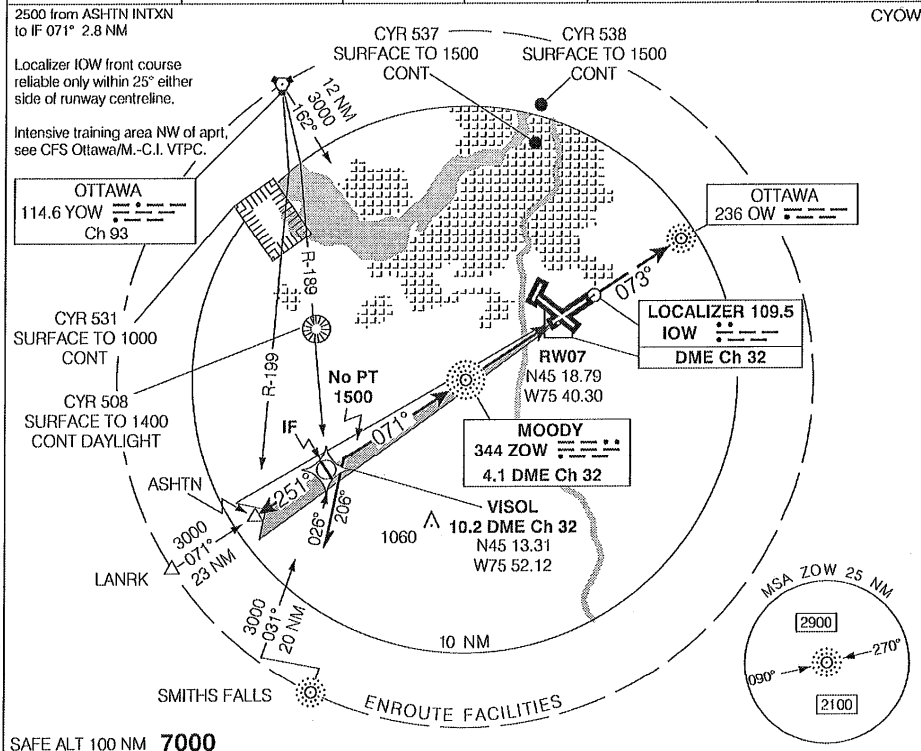 2500 from ASHTN INTXN
to IF 071° 2.8 NM
CYOW
Localizer IOW front course
reliable only within 25° either
side of runway centreline.
Intensive training area NW of aprt,
see CFS Ottawa/M.-C.I. VTPC.
CYR 537
SURFACE TO 1500
CONT
CYR 538
SURFACE TO 1500
CONT
12 NM
3000
162°
OTTAWA
114.6 YOW
Ch 93
OTTAWA
236 OW
R-189
R-199
073°
CYR 531
SURFACE TO 1000
CONT
LOCALIZER 109.5
IOW
DME Ch 32
RW07
N45 18.79
W75 40.30
CYR 508
SURFACE TO 1400
CONT DAYLIGHT
No PT
1500
IF
071°
MOODY
344 ZOW
4.1 DME Ch 32
ASHTN
251°
026°
206°
VISOL
10.2 DME Ch 32
N45 13.31
W75 52.12
1060
LANRK
3000
071°
23 NM
3000
031°
20 NM
10 NM
SMITHS FALLS
ENROUTE FACILITIES
MSA ZOW 25 NM
2900
270°
090°
2100
SAFE ALT 100 NM 7000